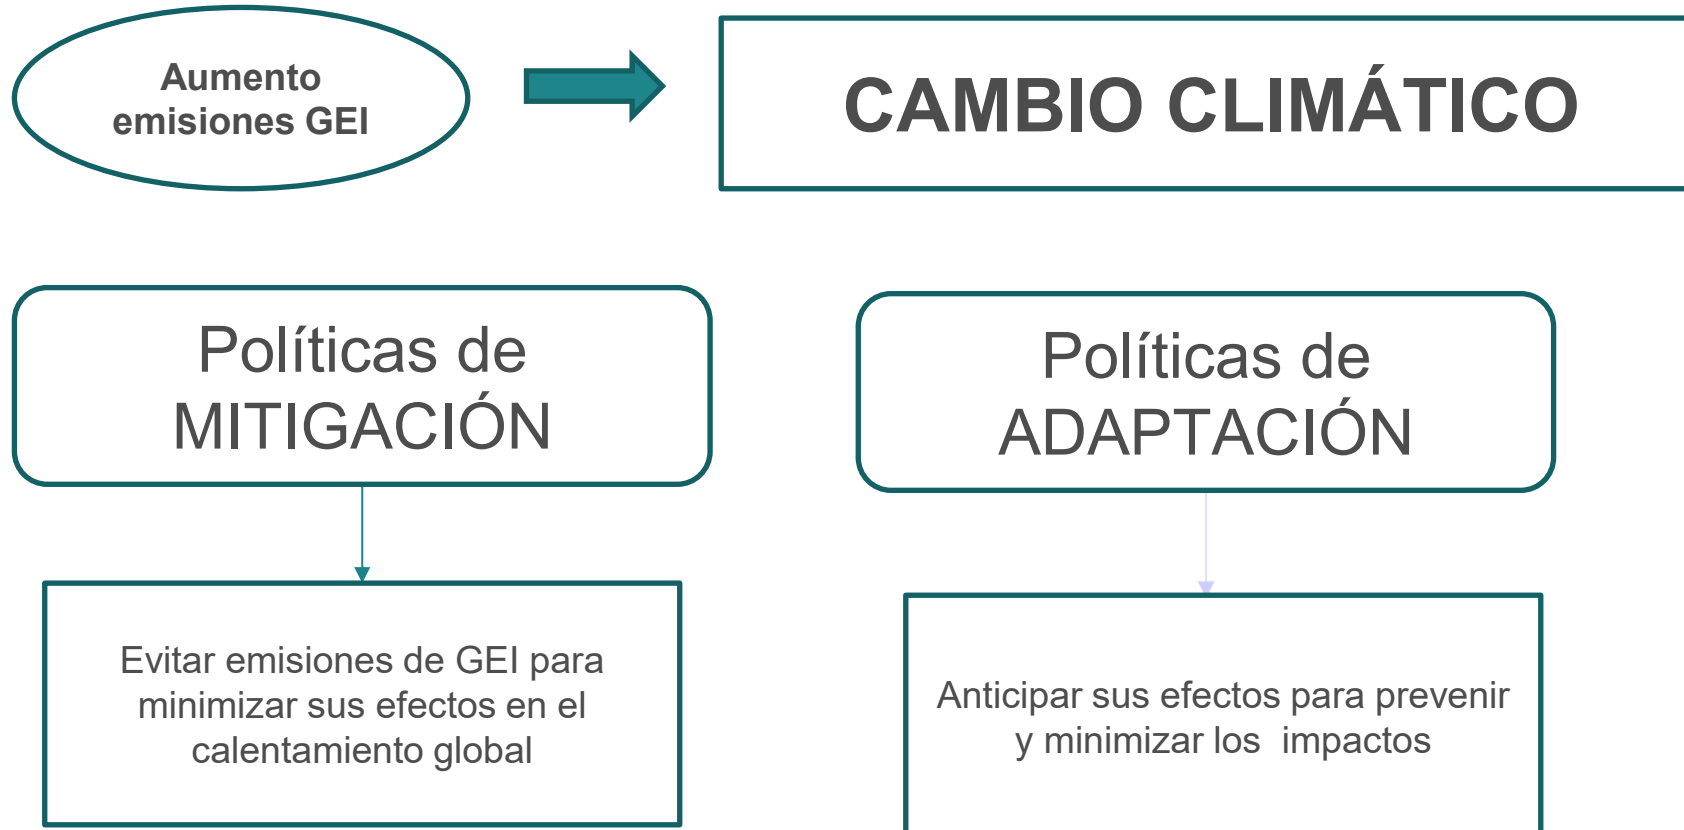 Aumento
emisiones GEI
CAMBIO CLIMÁTICO
Políticas de
MITIGACIÓN
Políticas de
ADAPTACIÓN
Evitar emisiones de GEI para
minimizar sus efectos en el
calentamiento global
Anticipar sus efectos para prevenir
y minimizar los  impactos